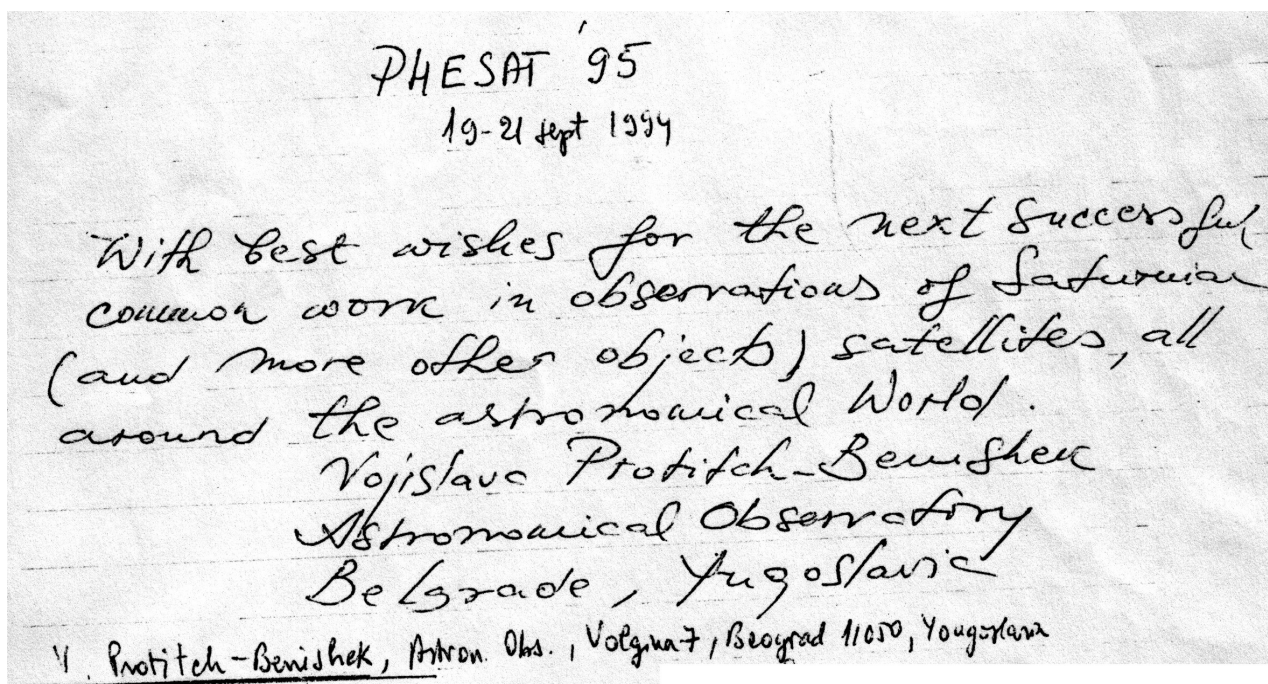 PHESAT '95
19-21 sept 1994
With best wishes for the next successful
common work in observations of Saturnian
(and more other objects) satellites, all
around the astronomical World.
Vojislava Protitch-Benishek
Astronomical Observatory
Belgrade, Yugoslavia
V. Protitch-Benishek, Astron. Obs., Volgina 7, Beograd 11050, Yougoslavia